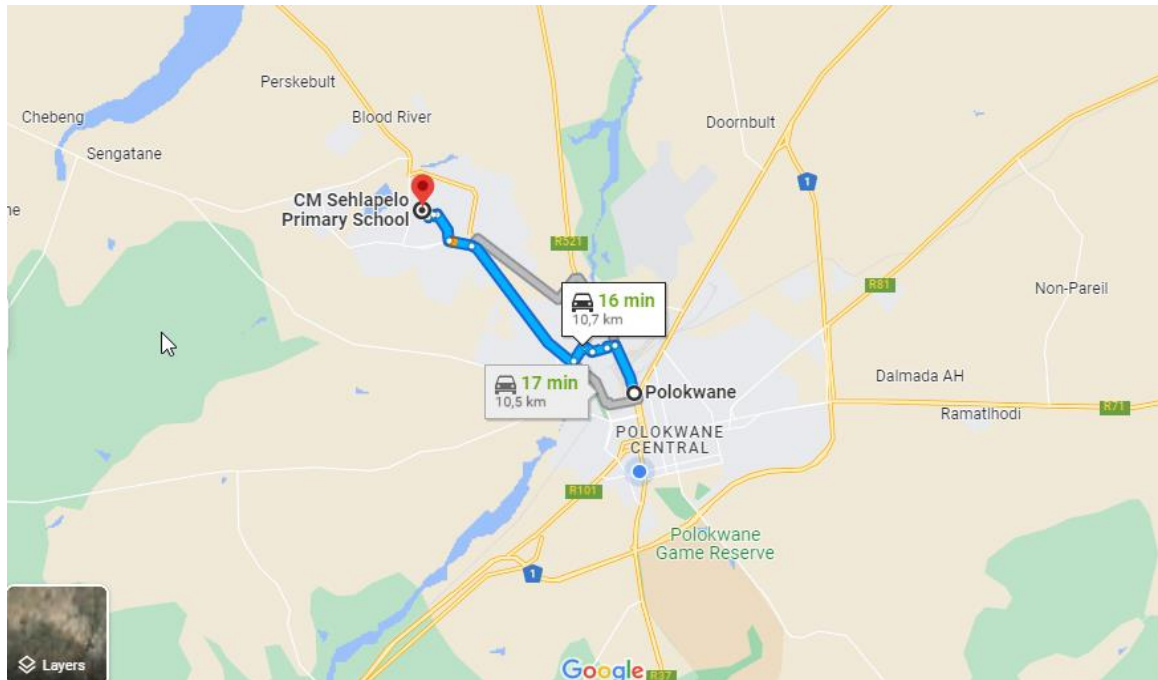 Perskebult
Chebeng
Blood River
Doornbult
Sengatane
1
CM Sehlapelo
Primary School
ne
R521
R81
Non-Pareil
16 min
10,7 km
17 min
10,5 km
Polokwane
Dalmada AH
Ramatlhodi
R71
POLOKWANE
CENTRAL
R101
Polokwane
Game Reserve
1
Layers
Google
R37